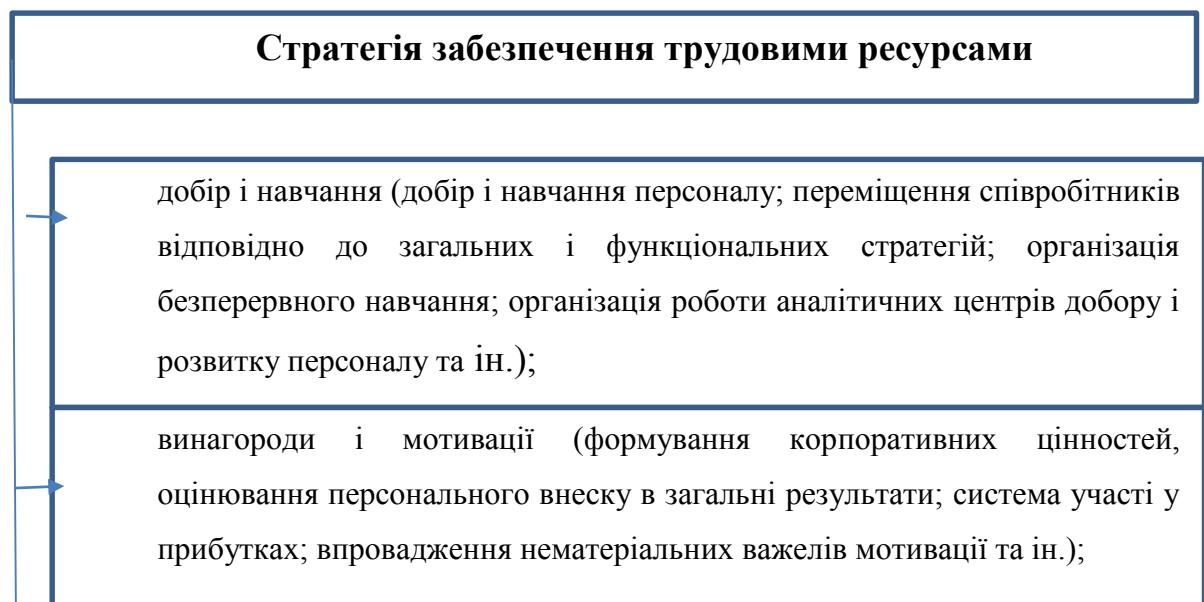 Стратегія забезпечення трудовими ресурсами
добір і навчання (добір і навчання персоналу; переміщення співробітників
відповідно до загальних і функціональних стратегій; організація
безперервного навчання; організація роботи аналітичних центрів добору і
розвитку персоналу та ін.);
винагороди і мотивації (формування корпоративних цінностей,
оцінювання персонального внеску в загальні результати; система участі у
прибутках; впровадження нематеріальних важелів мотивації та ін.);